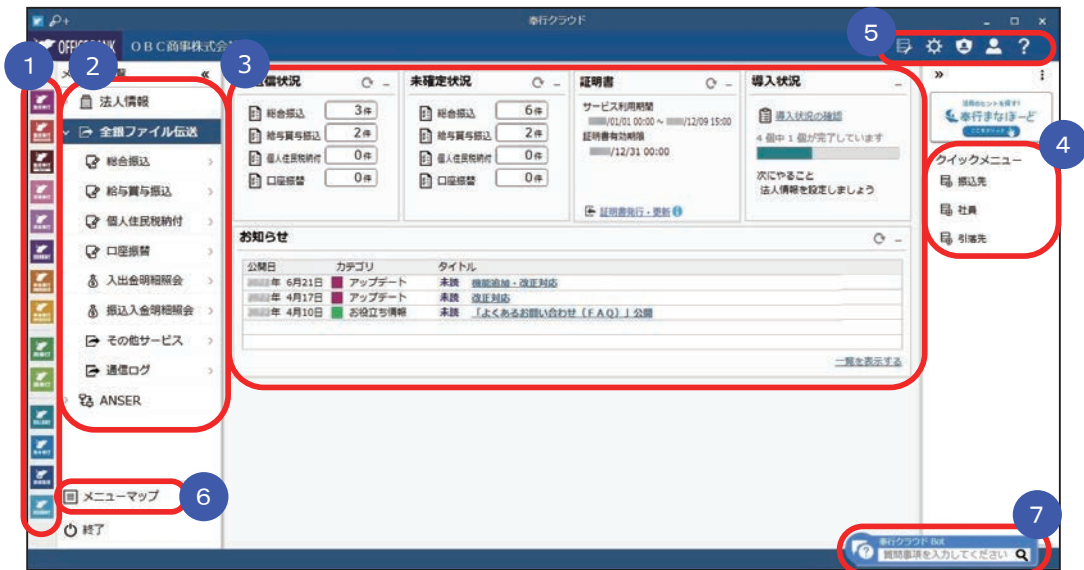 奉行クラウド
OBC商事株式会
1
2
3
4
5
6
7
法人情報
全銀ファイル伝送
総合振込
給与賞与振込
個人住民税納付
口座振替
入出金明細照会
振込入金明細照会
その他サービス
通信ログ
ANSER
メニューマップ
終了
信状況
総合振込 3件
給与賞与振込 2件
個人住民税納付 0件
口座振替 0件
未確定状況
総合振込 6件
給与賞与振込 2件
個人住民税納付 0件
口座振替 0件
証明書
サービス利用期間
/01/01 00:00 ~ /12/09 15:00
証明書有効期限
/12/31 00:00
証明書発行・更新
導入状況
導入状況の確認
4 個中 1 個が完了しています
次にやること
法人情報を設定しましょう
お知らせ
公開日 カテゴリ タイトル
年 6月21日 アップデート 未読 機能追加・改正対応
年 4月17日 アップデート 未読 改正対応
年 4月10日 お役立ち情報 未読 「よくあるお問い合わせ(FAQ)」公開
一覧を表示する
活用のヒントを探す!
奉行まなぼーど
クイックメニュー
振込先
社員
引落先
奉行クラウド Bot
質問事項を入力してください